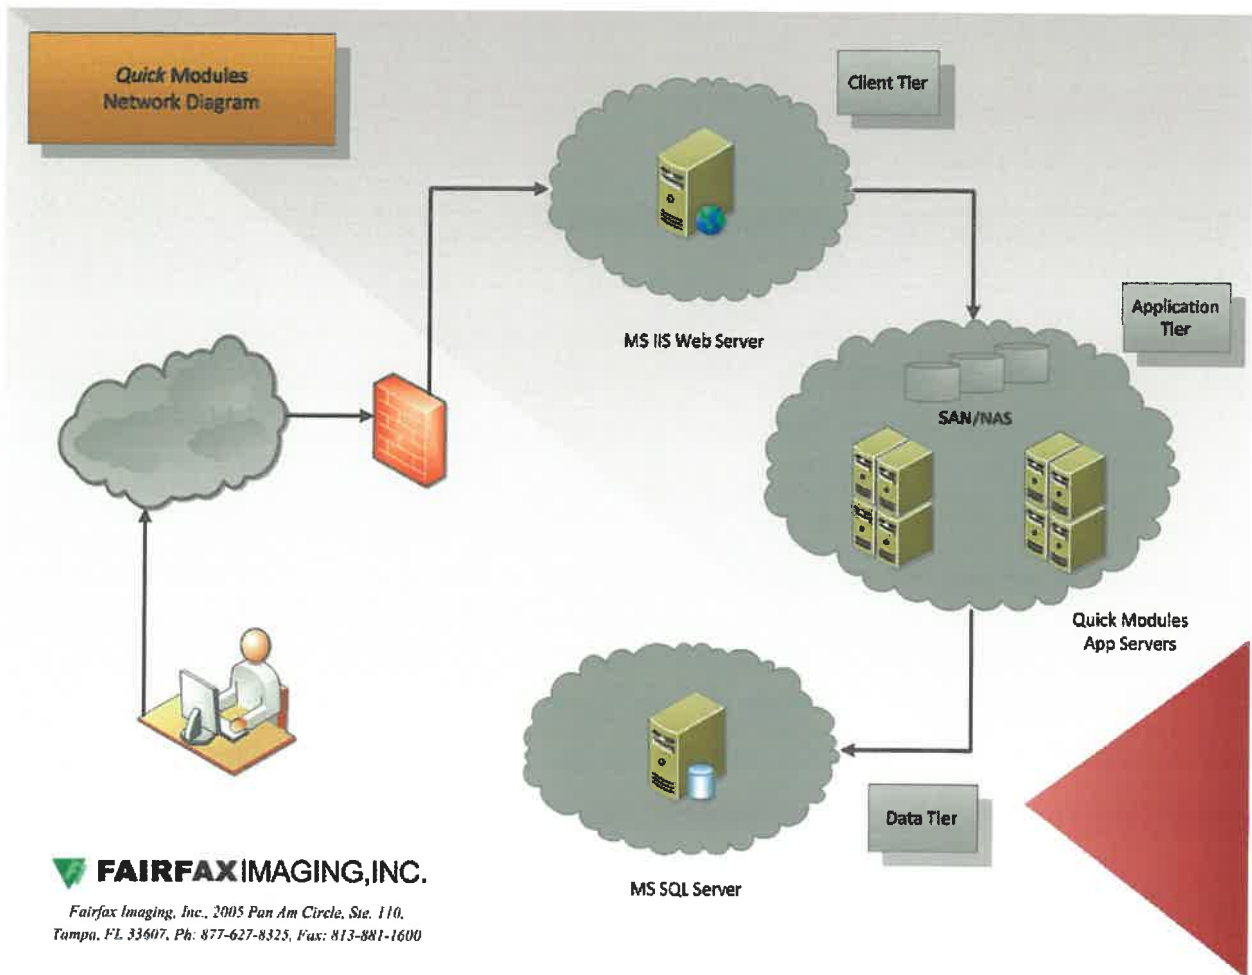 Quick Modules
Network Diagram
Client Tier
MS IIS Web Server
Application
Tier
SAN/NAS
Quick Modules
App Servers
Data Tier
MS SQL Server
FAIRFAX IMAGING, INC.
Fairfax Imaging, Inc., 2005 Pan Am Circle, Ste. 110,
Tampa, FL 33607, Ph: 877-627-8325, Fax: 813-881-1600